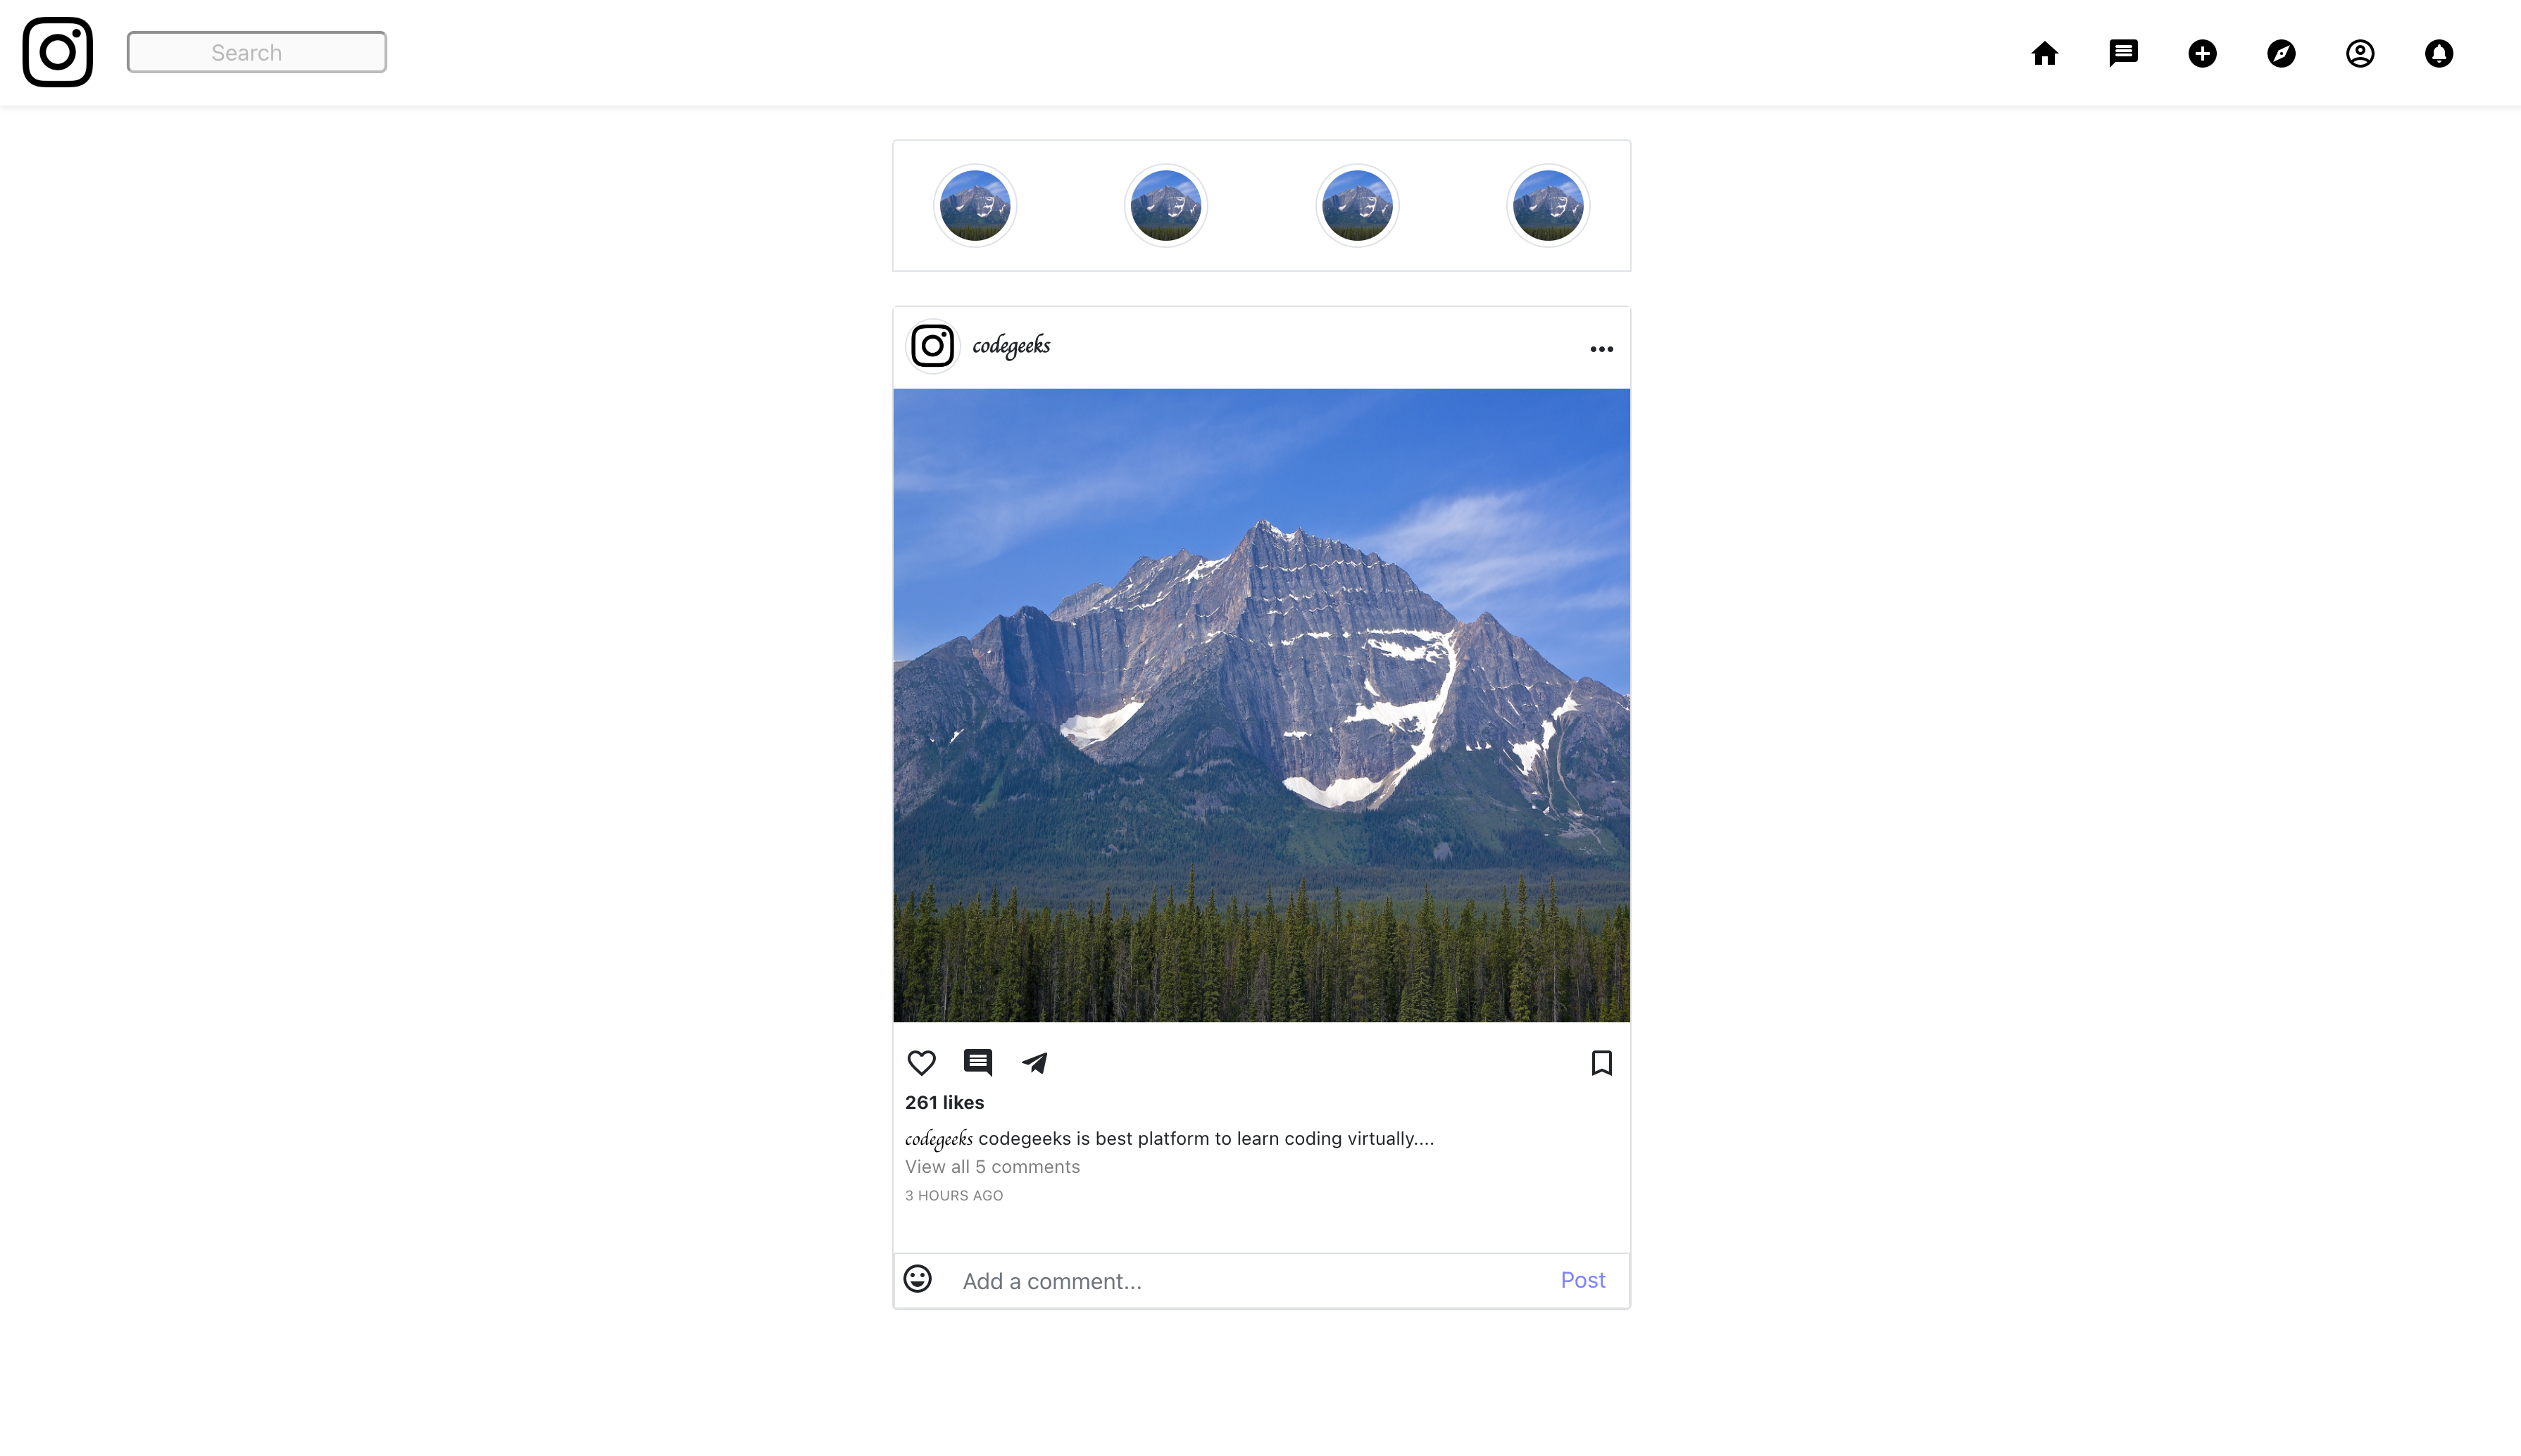 Search
codegeeks
261 likes
codegeeks codegeeks is best platform to learn coding virtually....
View all 5 comments
3 HOURS AGO
Add a comment... Post